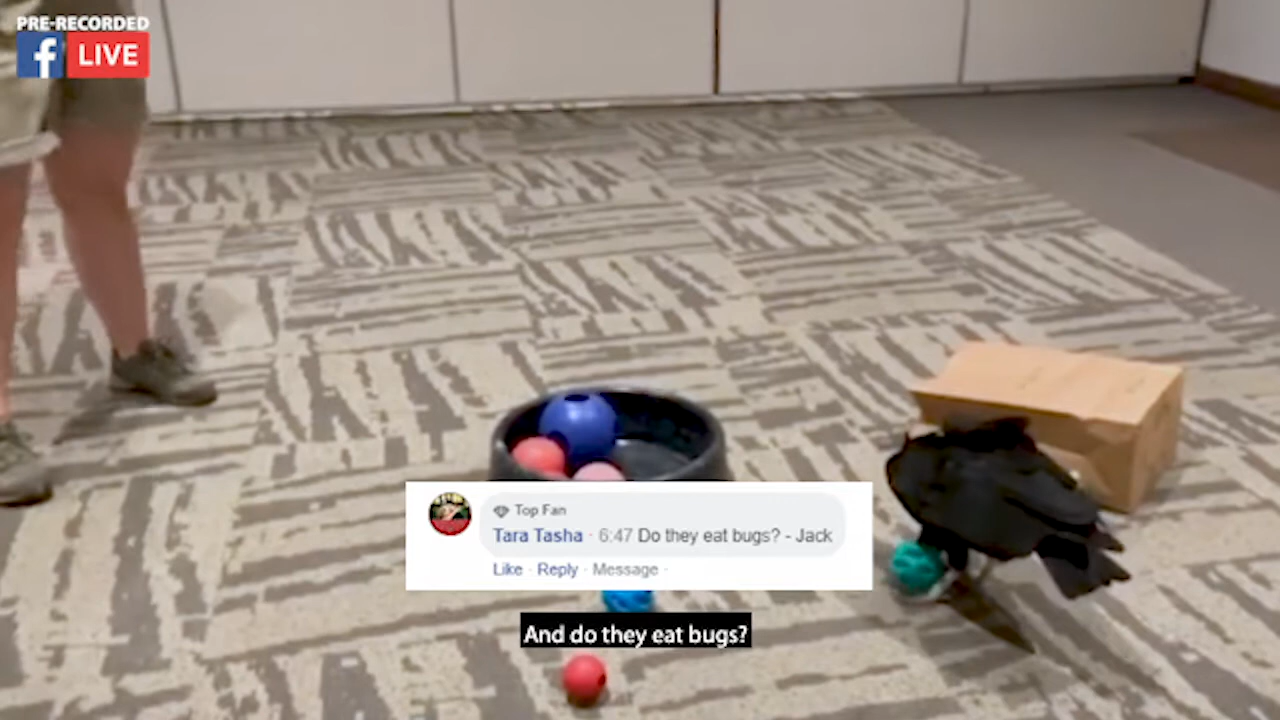 PRE-RECORDED
f LIVE
Top Fan
Tara Tasha · 6:47 Do they eat bugs? - Jack
Like · Reply · Message ·
And do they eat bugs?